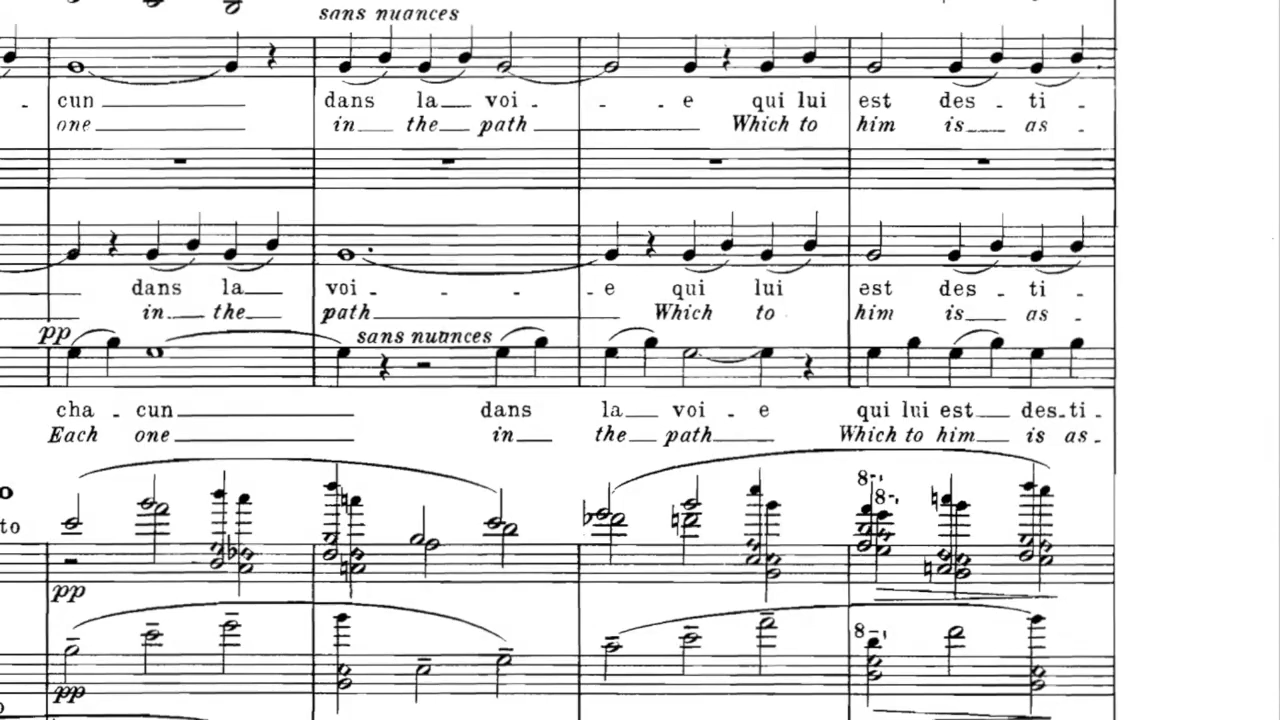 sans nuances
- cun dans la voi - - - e qui lui est des - ti -
one in the path Which to him is as -
dans la voi - - - - e qui lui est des - ti -
in the path Which to him is as -
pp sans nuances
cha - cun dans la voi - e qui lui est des - ti -
Each one in the path Which to him is as -
o
to
8-
8-
pp
8-
pp